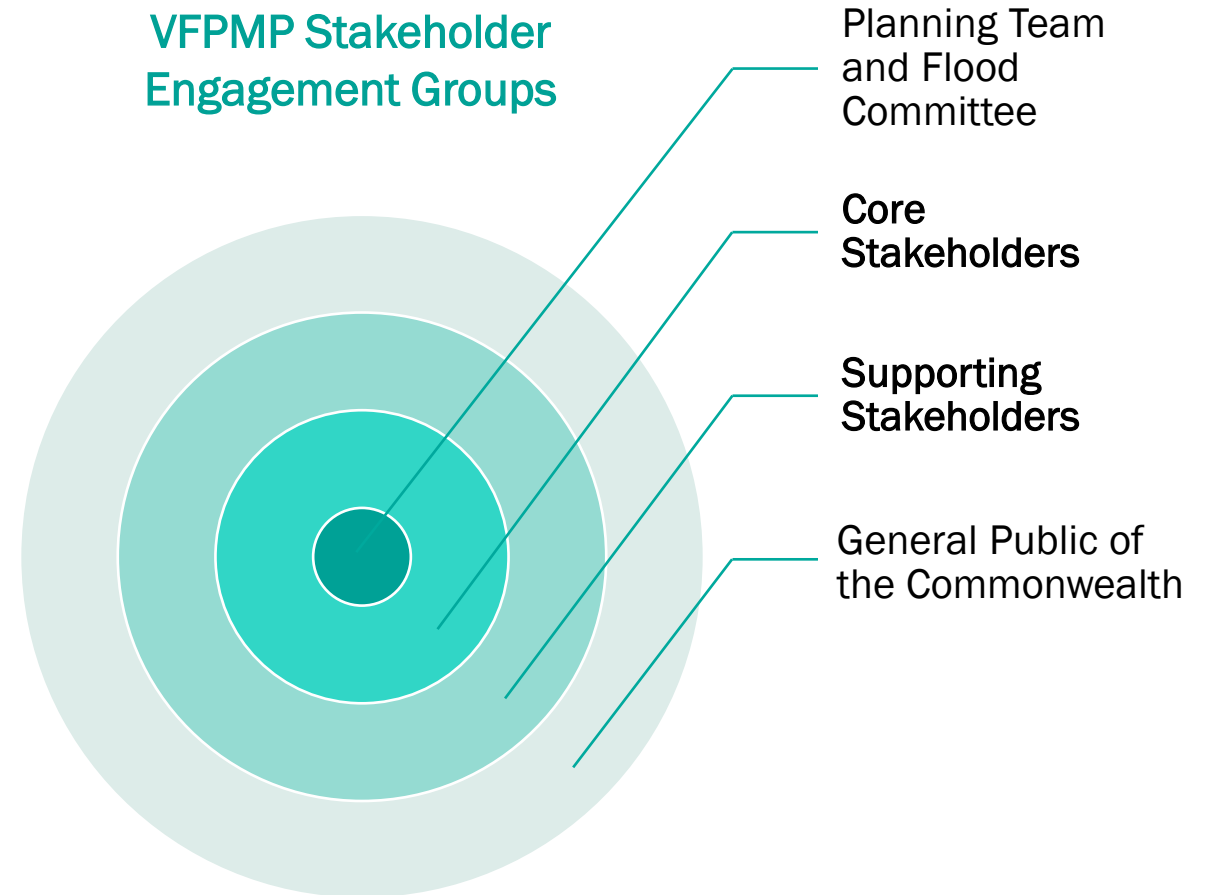 VFPMP Stakeholder
Engagement Groups
Planning Team
and Flood
Committee
Core
Stakeholders
Supporting
Stakeholders
General Public of
the Commonwealth